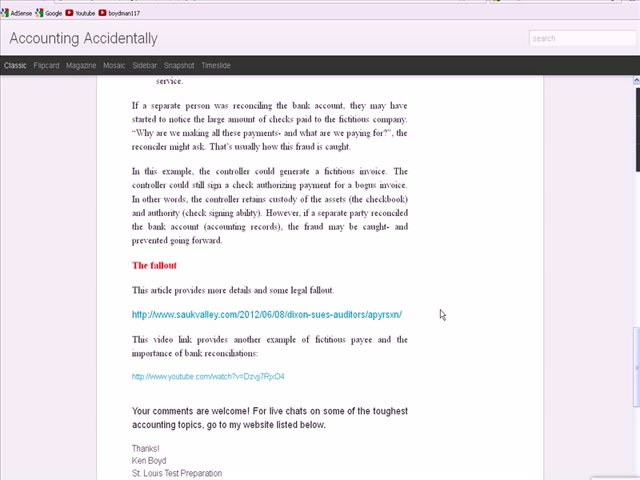 AdSense Google Youtube boydman117
Accounting Accidentally
search
Classic Flipcard Magazine Mosaic Sidebar Snapshot Timeslide
service.
If a separate person was reconciling the bank account, they may have
started to notice the large amount of checks paid to the fictitious company.
“Why are we making all these payments- and what are we paying for?”, the
reconciler might ask. That’s usually how this fraud is caught.
In this example, the controller could generate a fictitious invoice. The
controller could still sign a check authorizing payment for a bogus invoice.
In other words, the controller retains custody of the assets (the checkbook)
and authority (check signing ability). However, if a separate party reconciled
the bank account (accounting records), the fraud may be caught- and
prevented going forward.
The fallout
This article provides more details and some legal fallout.
http://www.saukvalley.com/2012/06/08/dixon-sues-auditors/apyrsxn/
This video link provides another example of fictitious payee and the
importance of bank reconciliations:
http://www.youtube.com/watch?v=Dzvjj7RjxO4
Your comments are welcome! For live chats on some of the toughest
accounting topics, go to my website listed below.
Thanks!
Ken Boyd
St. Louis Test Preparation